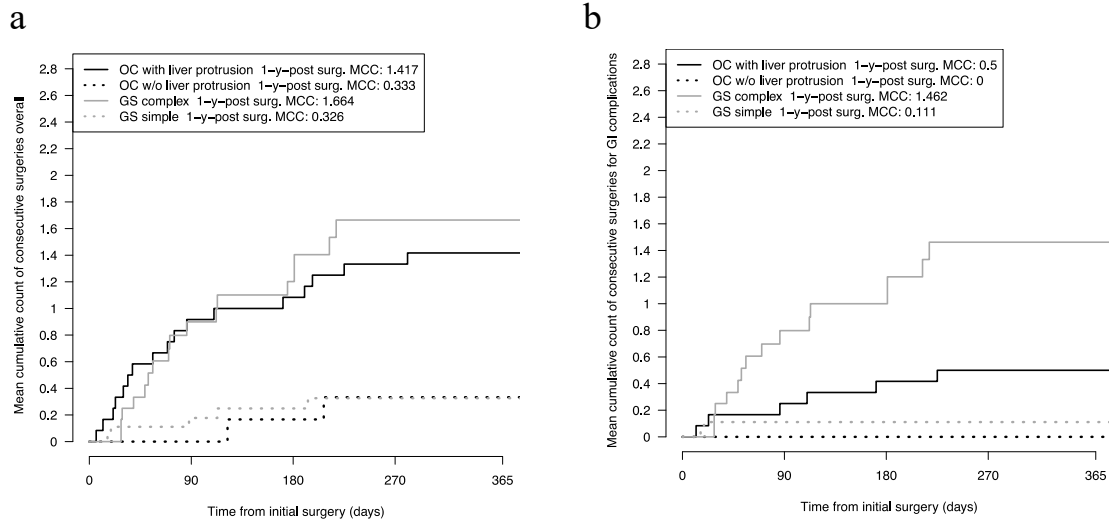 a
OC with liver protrusion 1-y-post surg. MCC: 1.417
OC w/o liver protrusion 1-y-post surg. MCC: 0.333
GS complex 1-y-post surg. MCC: 1.664
GS simple 1-y-post surg. MCC: 0.326
Mean cumulative count of consecutive surgeries overall
2.8
2.6
2.4
2.2
2
1.8
1.6
1.4
1.2
1
0.8
0.6
0.4
0.2
0
0 90 180 270 365
Time from initial surgery (days)
b
OC with liver protrusion 1-y-post surg. MCC: 0.5
OC w/o liver protrusion 1-y-post surg. MCC: 0
GS complex 1-y-post surg. MCC: 1.462
GS simple 1-y-post surg. MCC: 0.111
Mean cumulative count of consecutive surgeries for GI complications
2.8
2.6
2.4
2.2
2
1.8
1.6
1.4
1.2
1
0.8
0.6
0.4
0.2
0
0 90 180 270 365
Time from initial surgery (days)